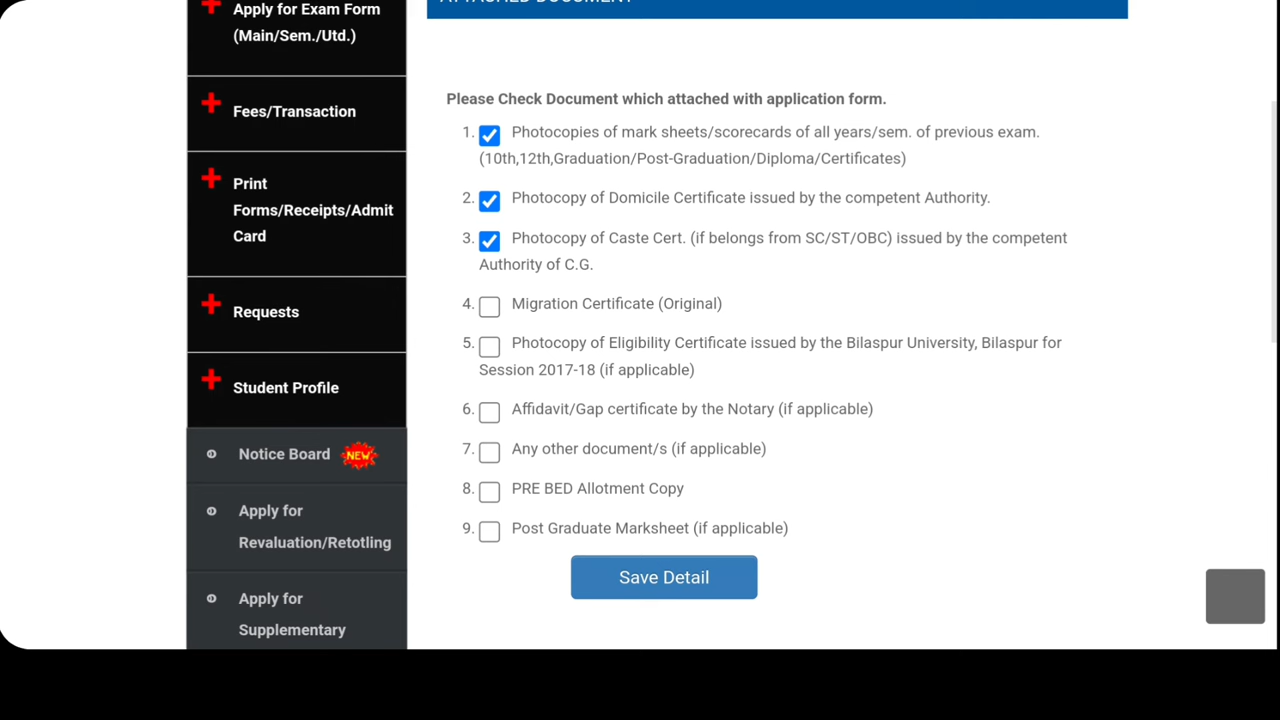 Apply for Exam Form
(Main/Sem./Utd.)
Fees/Transaction
Print
Forms/Receipts/Admit
Card
Requests
Student Profile
Notice Board NEW
Apply for
Revaluation/Retotling
Apply for
Supplementary
ATTACHED DOCUMENT
Please Check Document which attached with application form.
1. Photocopies of mark sheets/scorecards of all years/sem. of previous exam.
(10th,12th,Graduation/Post-Graduation/Diploma/Certificates)
2. Photocopy of Domicile Certificate issued by the competent Authority.
3. Photocopy of Caste Cert. (if belongs from SC/ST/OBC) issued by the competent
Authority of C.G.
4. Migration Certificate (Original)
5. Photocopy of Eligibility Certificate issued by the Bilaspur University, Bilaspur for
Session 2017-18 (if applicable)
6. Affidavit/Gap certificate by the Notary (if applicable)
7. Any other document/s (if applicable)
8. PRE BED Allotment Copy
9. Post Graduate Marksheet (if applicable)
Save Detail